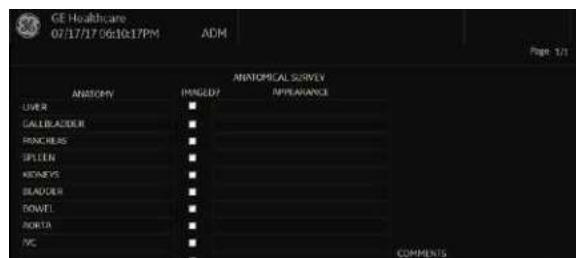 GE Healthcare
07/17/17 06:10:17PM ADM
Page 1/1
ANATOMICAL SURVEY
ANATOMY IMAGED? APPEARANCE
LIVER
GALLBLADDER
PANCREAS
SPLEEN
KIDNEYS
BLADDER
BOWEL
AORTA
IVC
COMMENTS